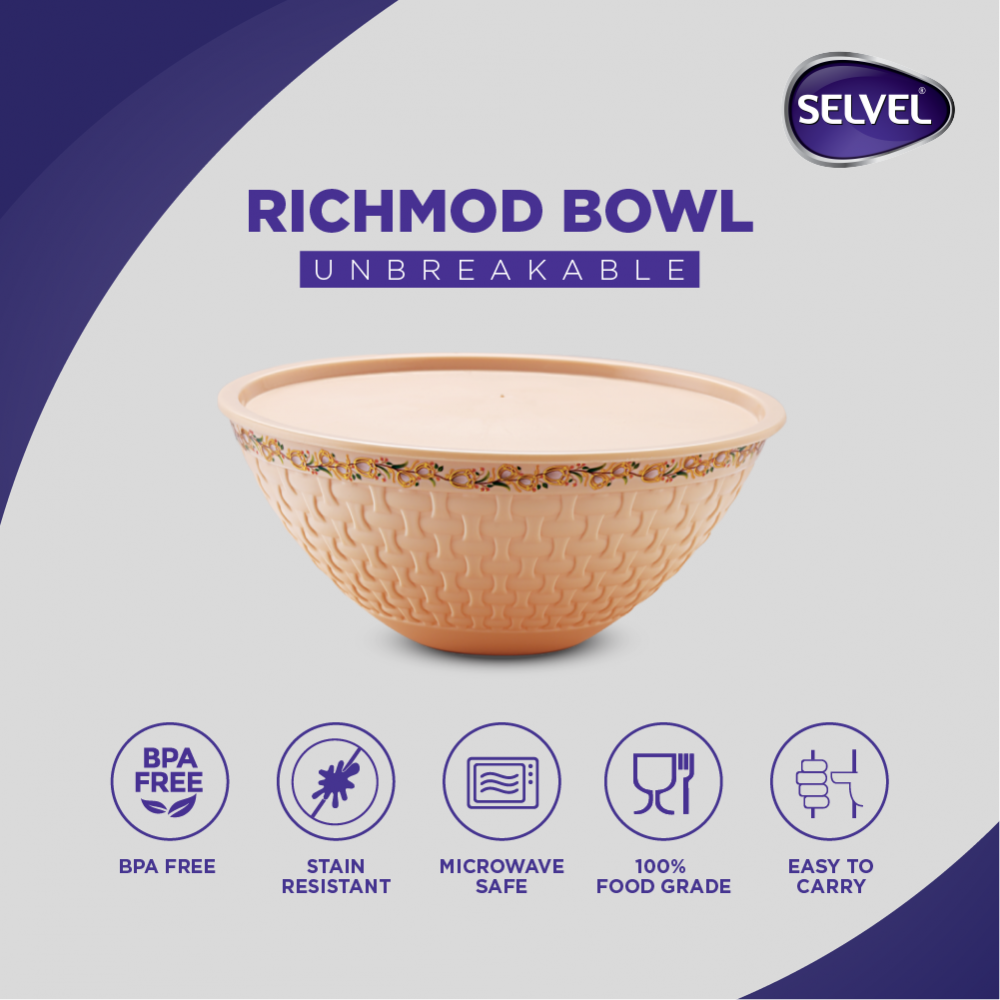 SELVEL®
RICHMOD BOWL
UNBREAKABLE
BPA
FREE
BPA FREE
STAIN
RESISTANT
MICROWAVE
SAFE
100%
FOOD GRADE
EASY TO
CARRY